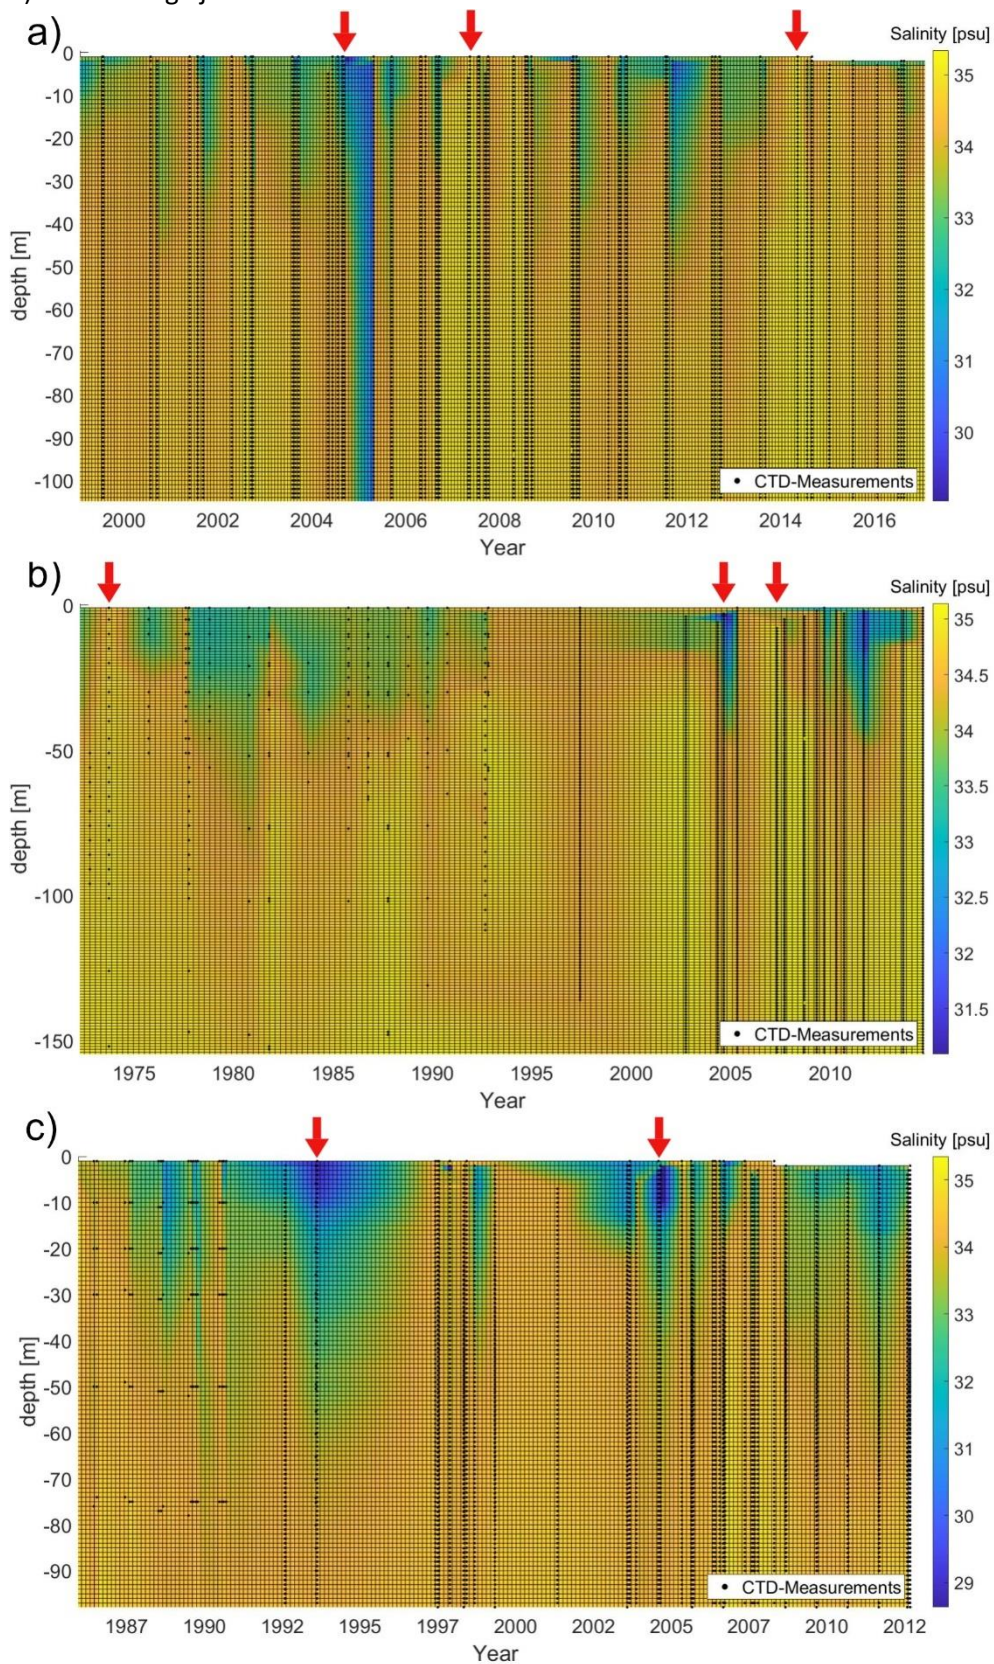 a)
Salinity [psu]
0
-10
-20
-30
-40
-50
-60
-70
-80
-90
-100
depth [m]
35
34
33
32
31
30
CTD-Measurements
2000 2002 2004 2006 2008 2010 2012 2014 2016
Year
b)
Salinity [psu]
0
-50
-100
-150
depth [m]
35
34.5
34
33.5
33
32.5
32
31.5
CTD-Measurements
1975 1980 1985 1990 1995 2000 2005 2010
Year
c)
Salinity [psu]
0
-10
-20
-30
-40
-50
-60
-70
-80
-90
depth [m]
35
34
33
32
31
30
29
CTD-Measurements
1987 1990 1992 1995 1997 2000 2002 2005 2007 2010 2012
Year